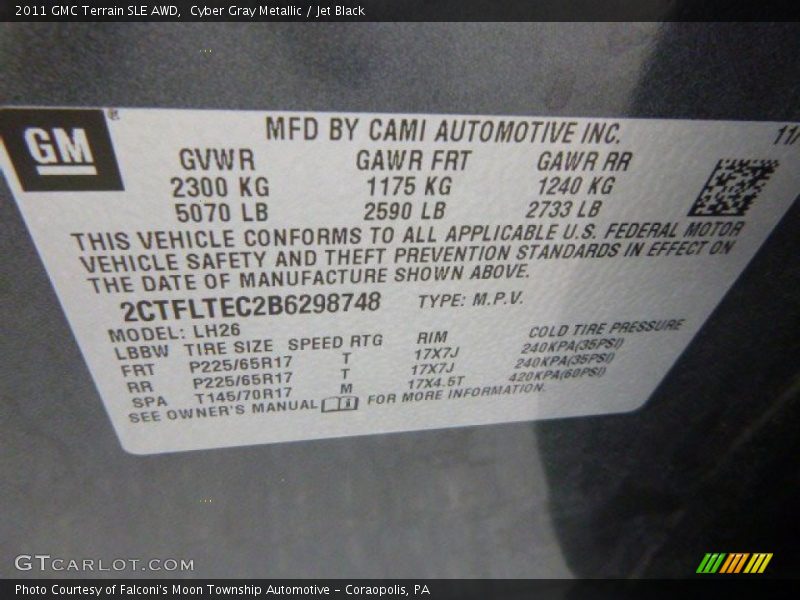 2011 GMC Terrain SLE AWD,  Cyber Gray Metallic / Jet Black
GM®
MFD BY CAMI AUTOMOTIVE INC. 11/
GVWR GAWR FRT GAWR RR
2300 KG 1175 KG 1240 KG
5070 LB 2590 LB 2733 LB
THIS VEHICLE CONFORMS TO ALL APPLICABLE U.S. FEDERAL MOTOR
VEHICLE SAFETY AND THEFT PREVENTION STANDARDS IN EFFECT ON
THE DATE OF MANUFACTURE SHOWN ABOVE.
2CTFLTEC2B6298748 TYPE: M.P.V.
MODEL: LH26
LBBW TIRE SIZE SPEED RTG RIM COLD TIRE PRESSURE
FRT P225/65R17 T 17X7J 240KPA(35PSI)
RR P225/65R17 T 17X7J 240KPA(35PSI)
SPA T145/70R17 M 17X4.5T 420KPA(60PSI)
SEE OWNER'S MANUAL FOR MORE INFORMATION.
GTCARLOT.COM
Photo Courtesy of Falconi's Moon Township Automotive - Coraopolis, PA